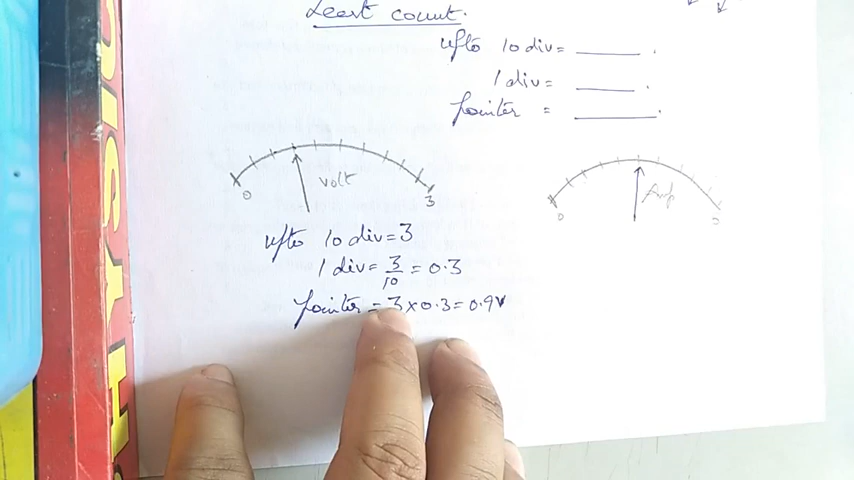 Least count.
upto 10 div = ______.
1 div = ______.
pointer = ______.
volt
0
3
Amp
0
upto 10 div = 3
1 div = 3/10 = 0.3
pointer = 3 × 0.3 = 0.9V
DISAH